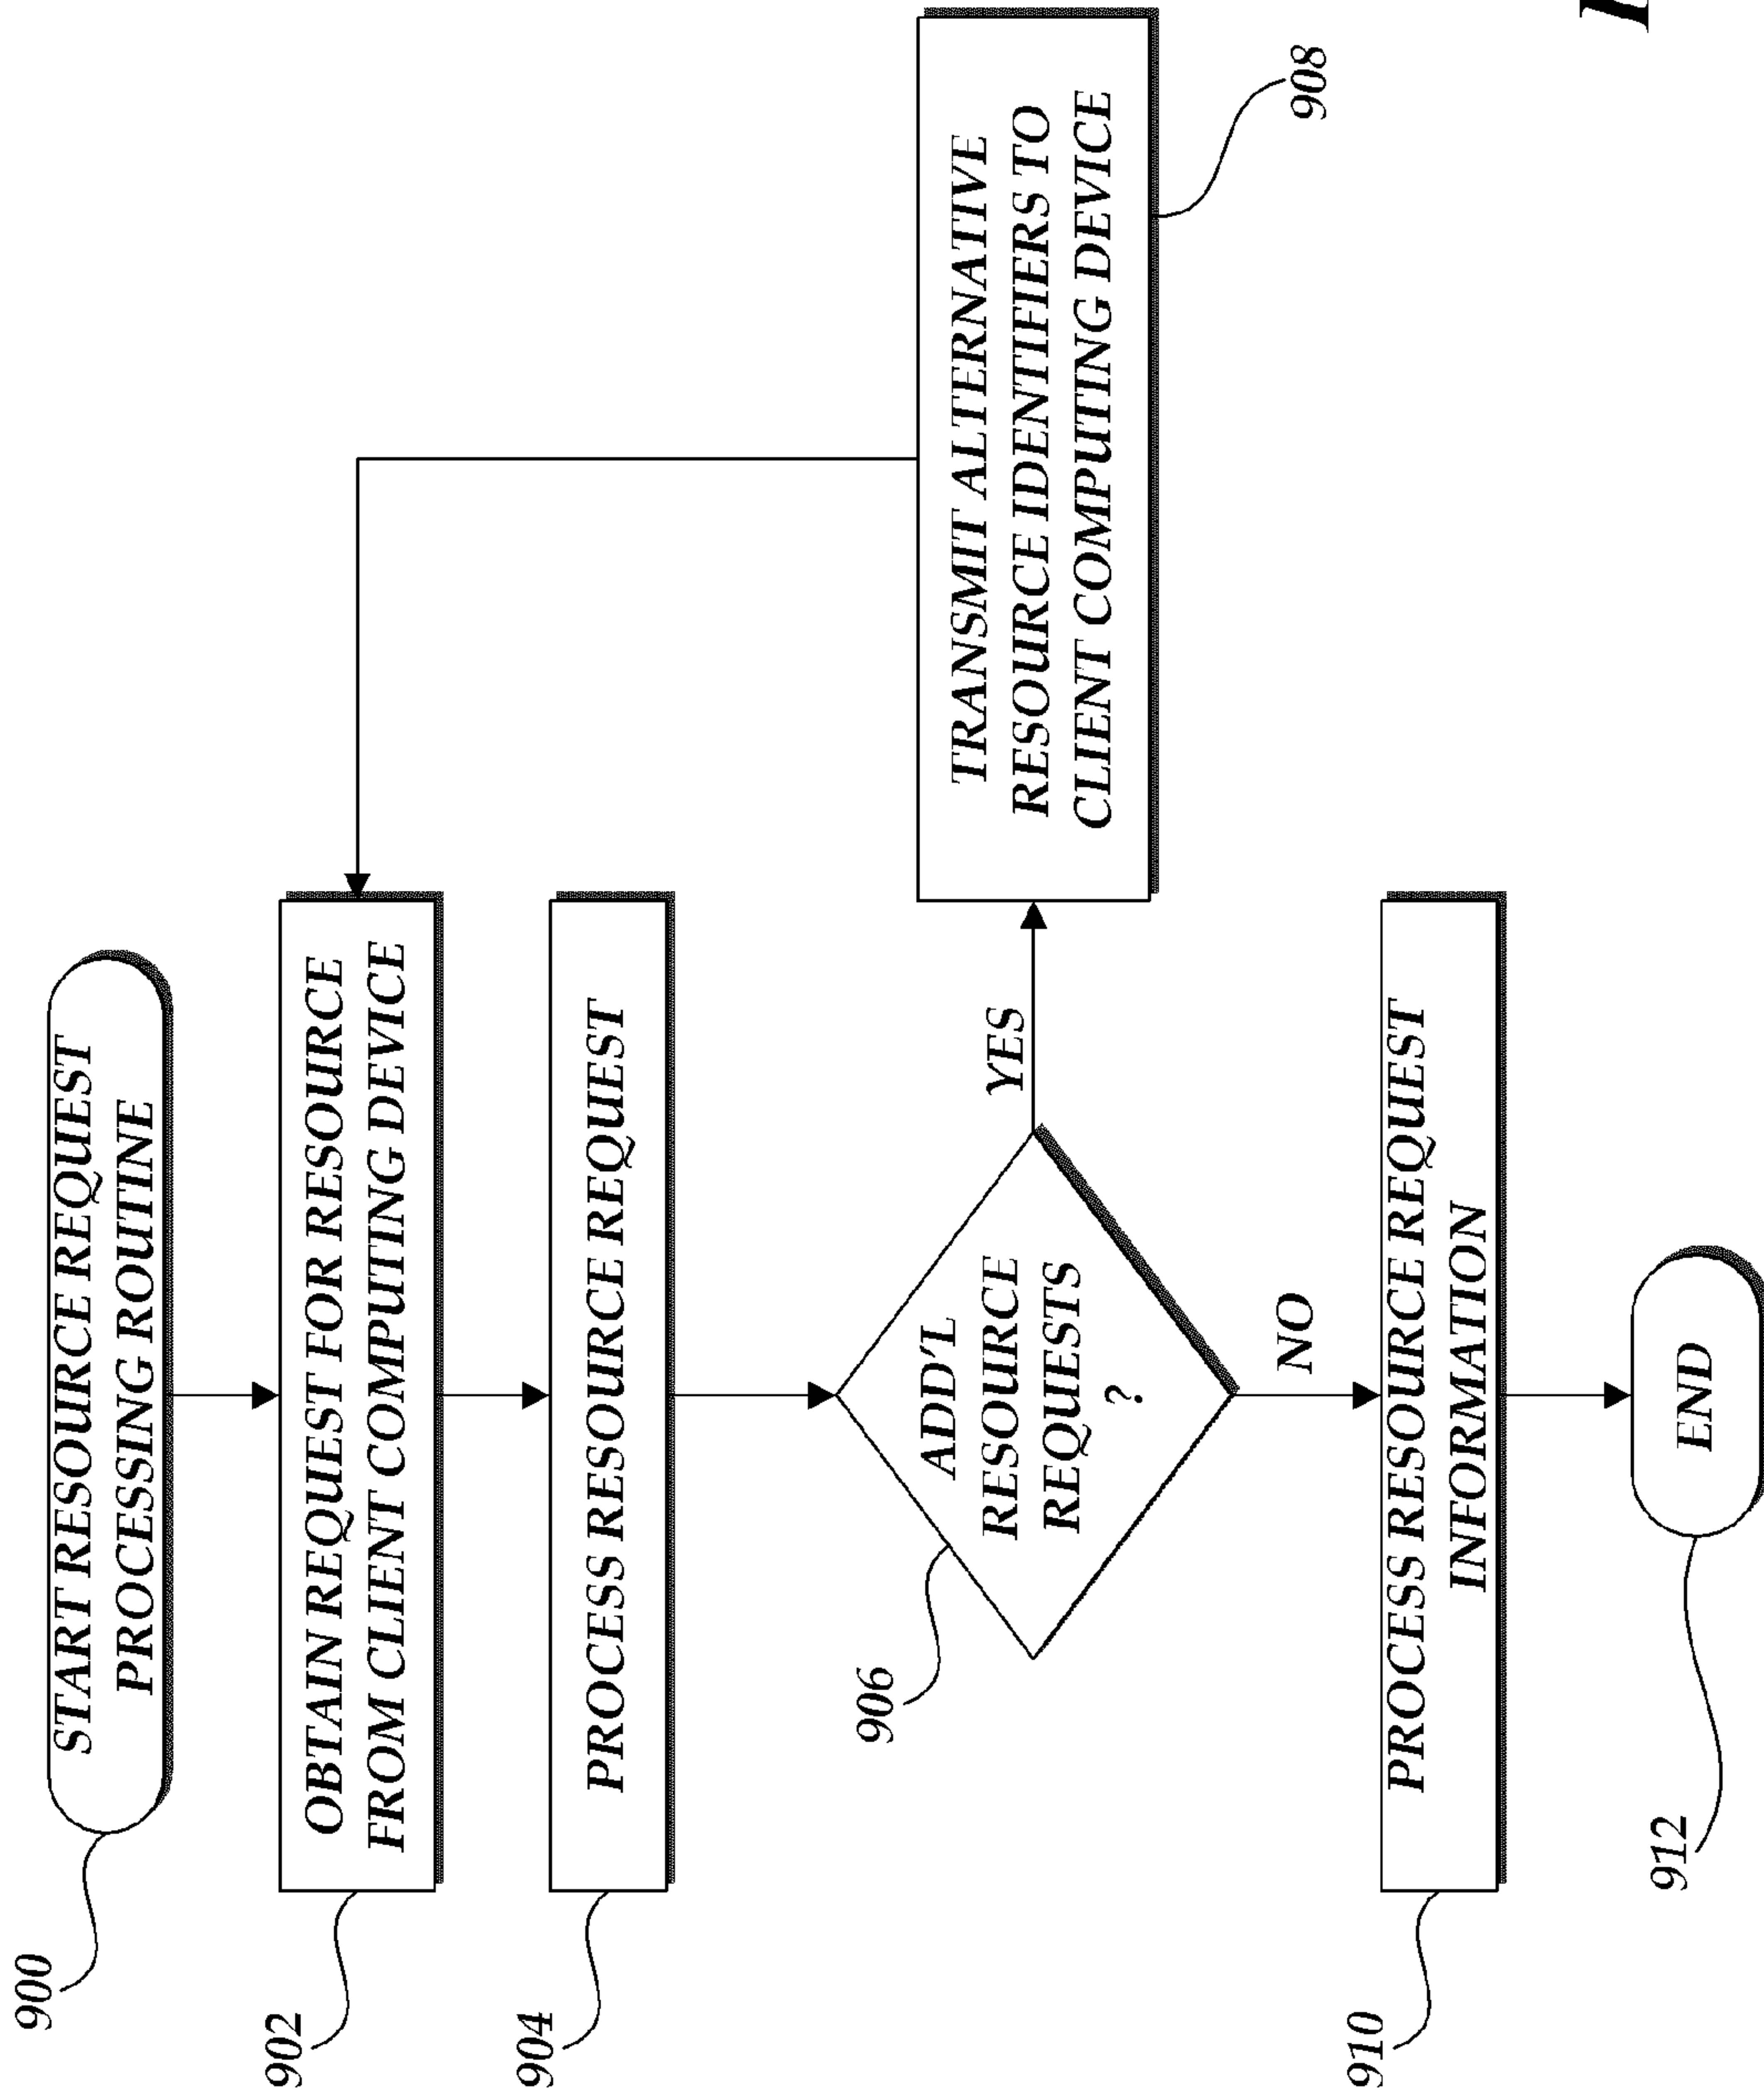 900
START RESOURCE REQUEST
PROCESSING ROUTINE
902
OBTAIN REQUEST FOR RESOURCE
FROM CLIENT COMPUTING DEVICE
904
PROCESS RESOURCE REQUEST
906
ADD'L
RESOURCE
REQUESTS
?
YES
TRANSMIT ALTERNATIVE
RESOURCE IDENTIFIERS TO
CLIENT COMPUTING DEVICE
908
NO
910
PROCESS RESOURCE REQUEST
INFORMATION
912
END